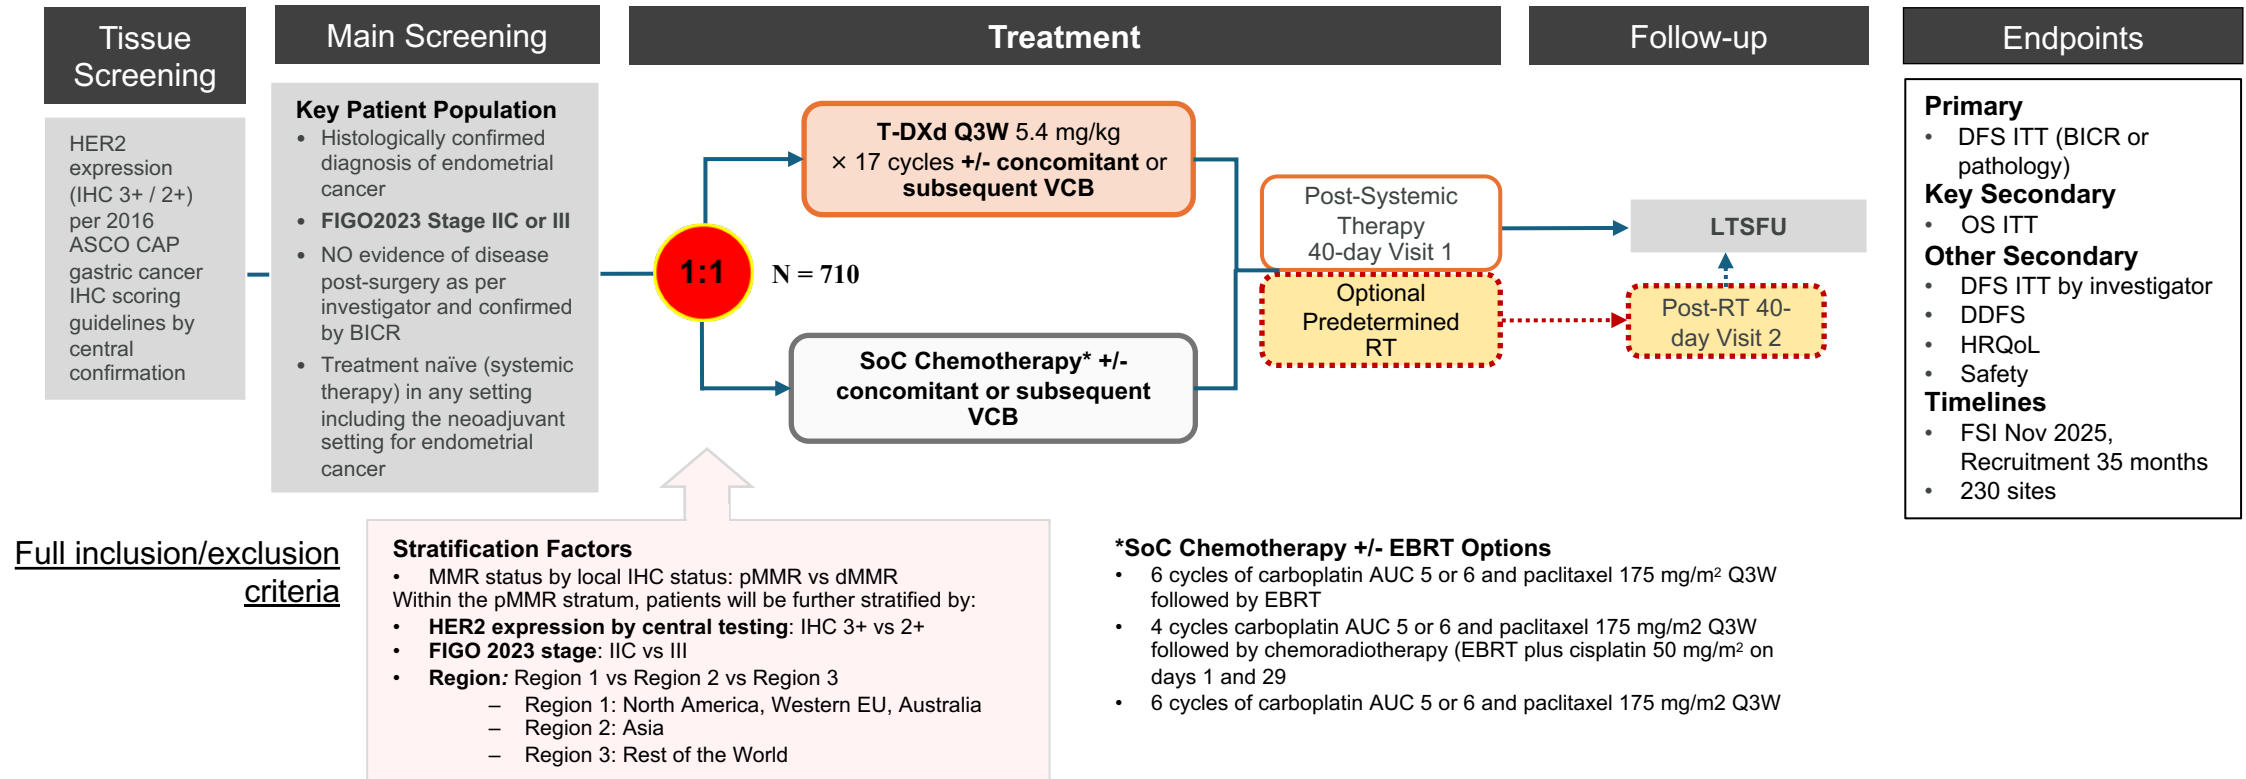 Tissue
Screening
Main Screening
Treatment
Follow-up
Endpoints
HER2
expression
(IHC 3+ / 2+)
per 2016
ASCO CAP
gastric cancer
IHC scoring
guidelines by
central
confirmation
Key Patient Population
• Histologically confirmed
diagnosis of endometrial
cancer
• FIGO2023 Stage IIC or III
• NO evidence of disease
post-surgery as per
investigator and confirmed
by BICR
• Treatment naïve (systemic
therapy) in any setting
including the neoadjuvant
setting for endometrial
cancer
1:1
N = 710
T-DXd Q3W 5.4 mg/kg
× 17 cycles +/- concomitant or
subsequent VCB
SoC Chemotherapy* +/-
concomitant or subsequent
VCB
Post-Systemic
Therapy
40-day Visit 1
Optional
Predetermined
RT
LTSFU
Post-RT 40-
day Visit 2
Primary
• DFS ITT (BICR or
pathology)
Key Secondary
• OS ITT
Other Secondary
• DFS ITT by investigator
• DDFS
• HRQoL
• Safety
Timelines
• FSI Nov 2025,
Recruitment 35 months
• 230 sites
Full inclusion/exclusion
criteria
Stratification Factors
• MMR status by local IHC status: pMMR vs dMMR
Within the pMMR stratum, patients will be further stratified by:
• HER2 expression by central testing: IHC 3+ vs 2+
• FIGO 2023 stage: IIC vs III
• Region: Region 1 vs Region 2 vs Region 3
– Region 1: North America, Western EU, Australia
– Region 2: Asia
– Region 3: Rest of the World
*SoC Chemotherapy +/- EBRT Options
• 6 cycles of carboplatin AUC 5 or 6 and paclitaxel 175 mg/m² Q3W
followed by EBRT
• 4 cycles carboplatin AUC 5 or 6 and paclitaxel 175 mg/m2 Q3W
followed by chemoradiotherapy (EBRT plus cisplatin 50 mg/m² on
days 1 and 29
• 6 cycles of carboplatin AUC 5 or 6 and paclitaxel 175 mg/m2 Q3W